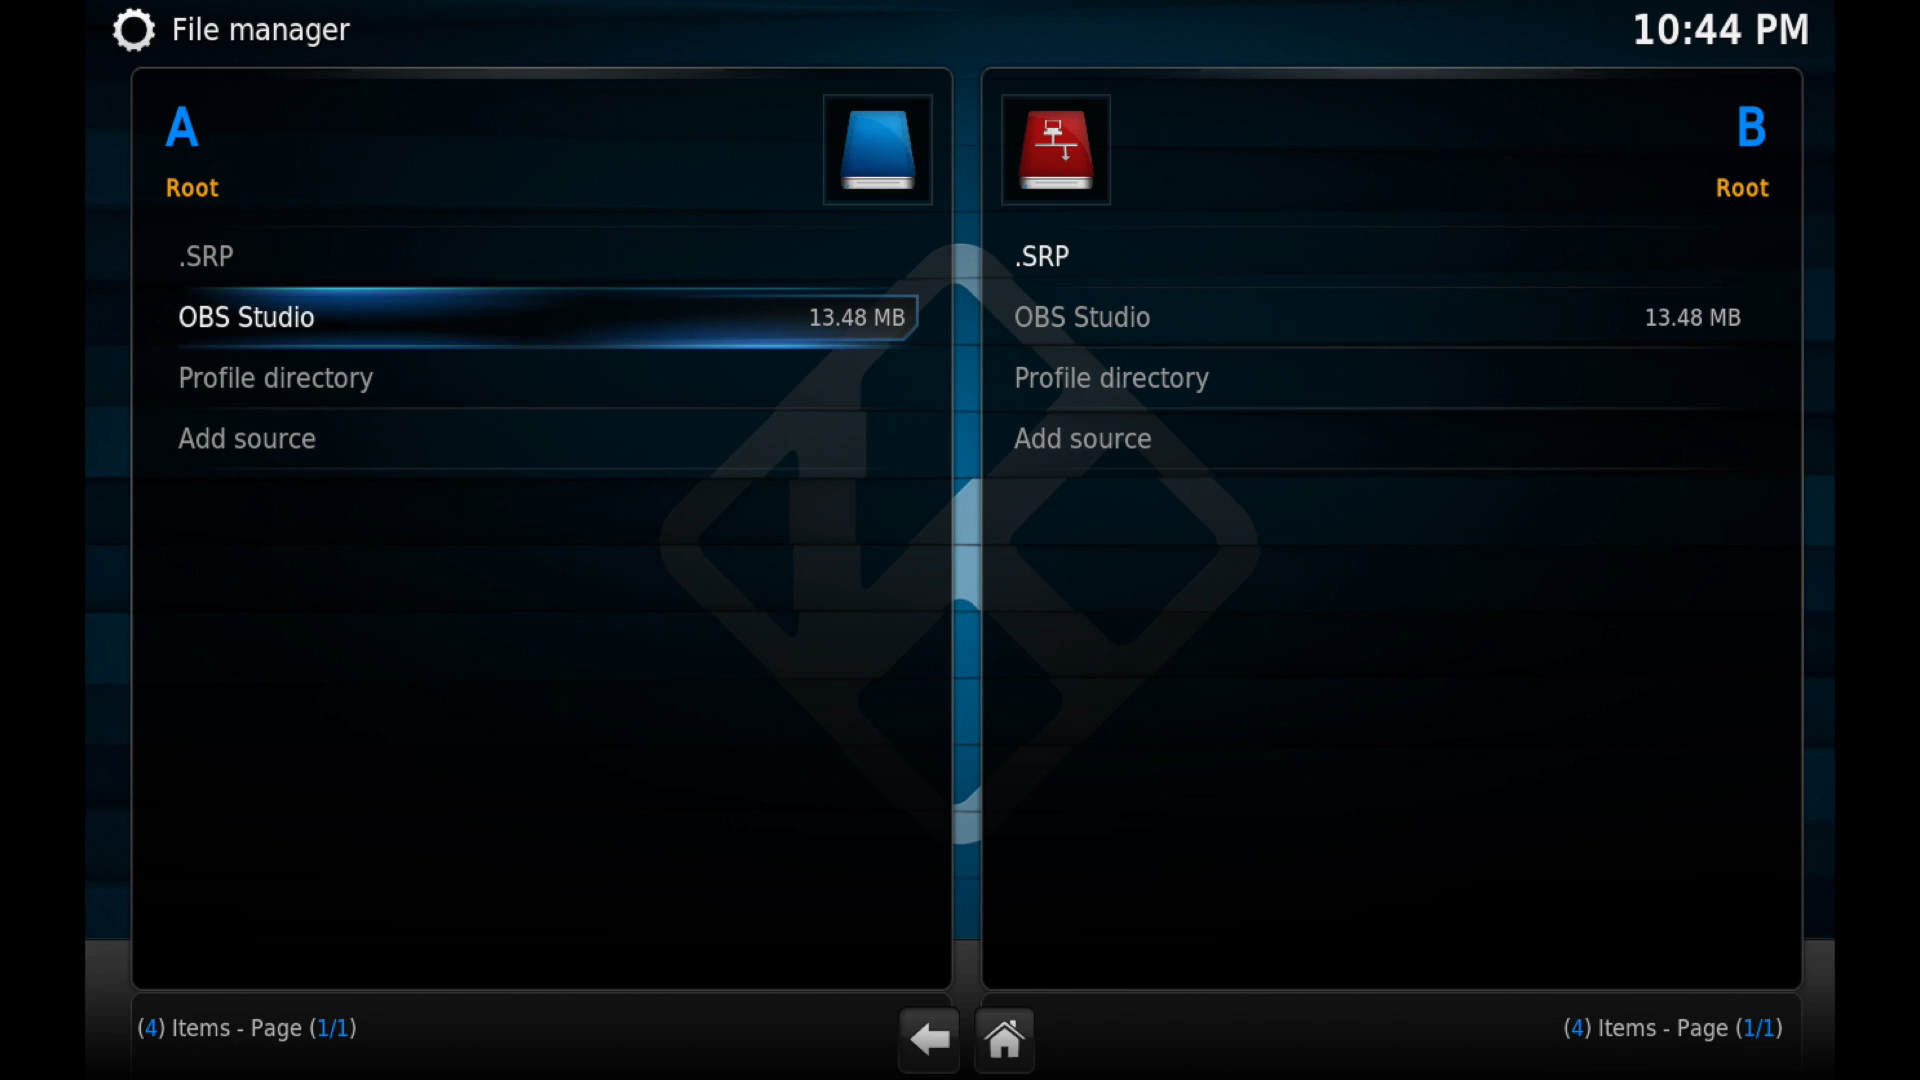 File manager
10:44 PM
A
Root
.SRP
OBS Studio 13.48 MB
Profile directory
Add source
(4) Items - Page (1/1)
B
Root
.SRP
OBS Studio 13.48 MB
Profile directory
Add source
(4) Items - Page (1/1)